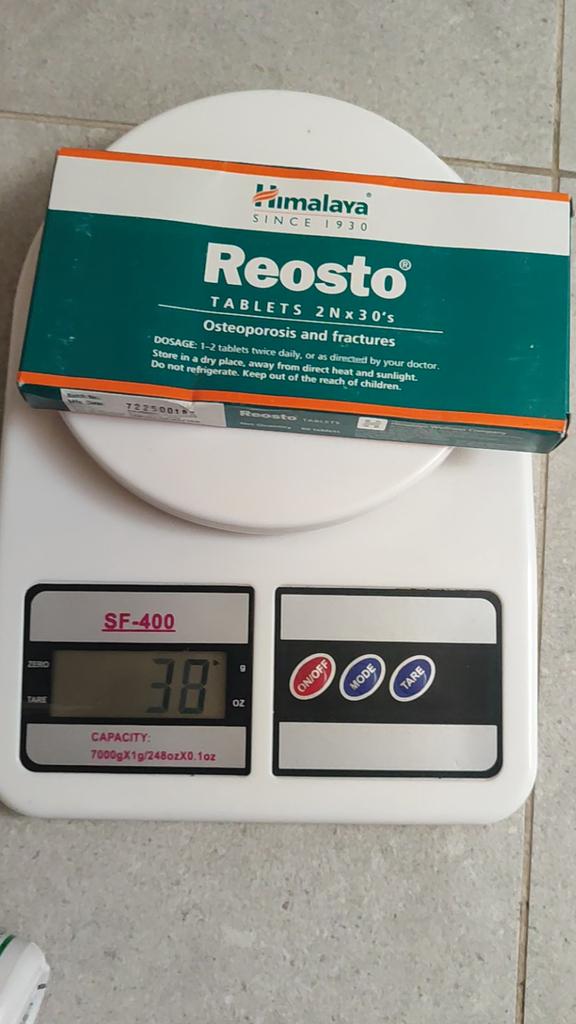 Himalaya®
SINCE 1930
Reosto®
TABLETS 2N x 30's
Osteoporosis and fractures
DOSAGE: 1–2 tablets twice daily, or as directed by your doctor.
Store in a dry place, away from direct heat and sunlight.
Do not refrigerate. Keep out of the reach of children.
Batch No.
Reosto TABLETS
SF-400
ZERO
38
g
TARE
OZ
CAPACITY:
7000gX1g/248ozX0.1oz
ON/OFF
MODE
TARE